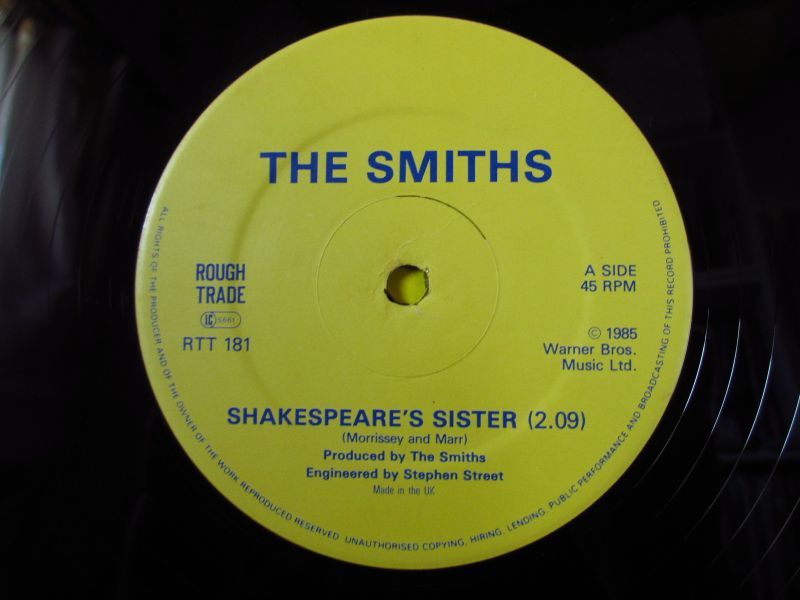 THE SMITHS
ROUGH
TRADE
LC 5661
RTT 181
A SIDE
45 RPM
© 1985
Warner Bros.
Music Ltd.
SHAKESPEARE'S SISTER (2.09)
(Morrissey and Marr)
Produced by The Smiths
Engineered by Stephen Street
Made in the UK
ALL RIGHTS OF THE PRODUCER AND OF THE OWNER OF THE WORK REPRODUCED RESERVED. UNAUTHORISED COPYING, HIRING, LENDING, PUBLIC PERFORMANCE AND BROADCASTING OF THIS RECORD PROHIBITED